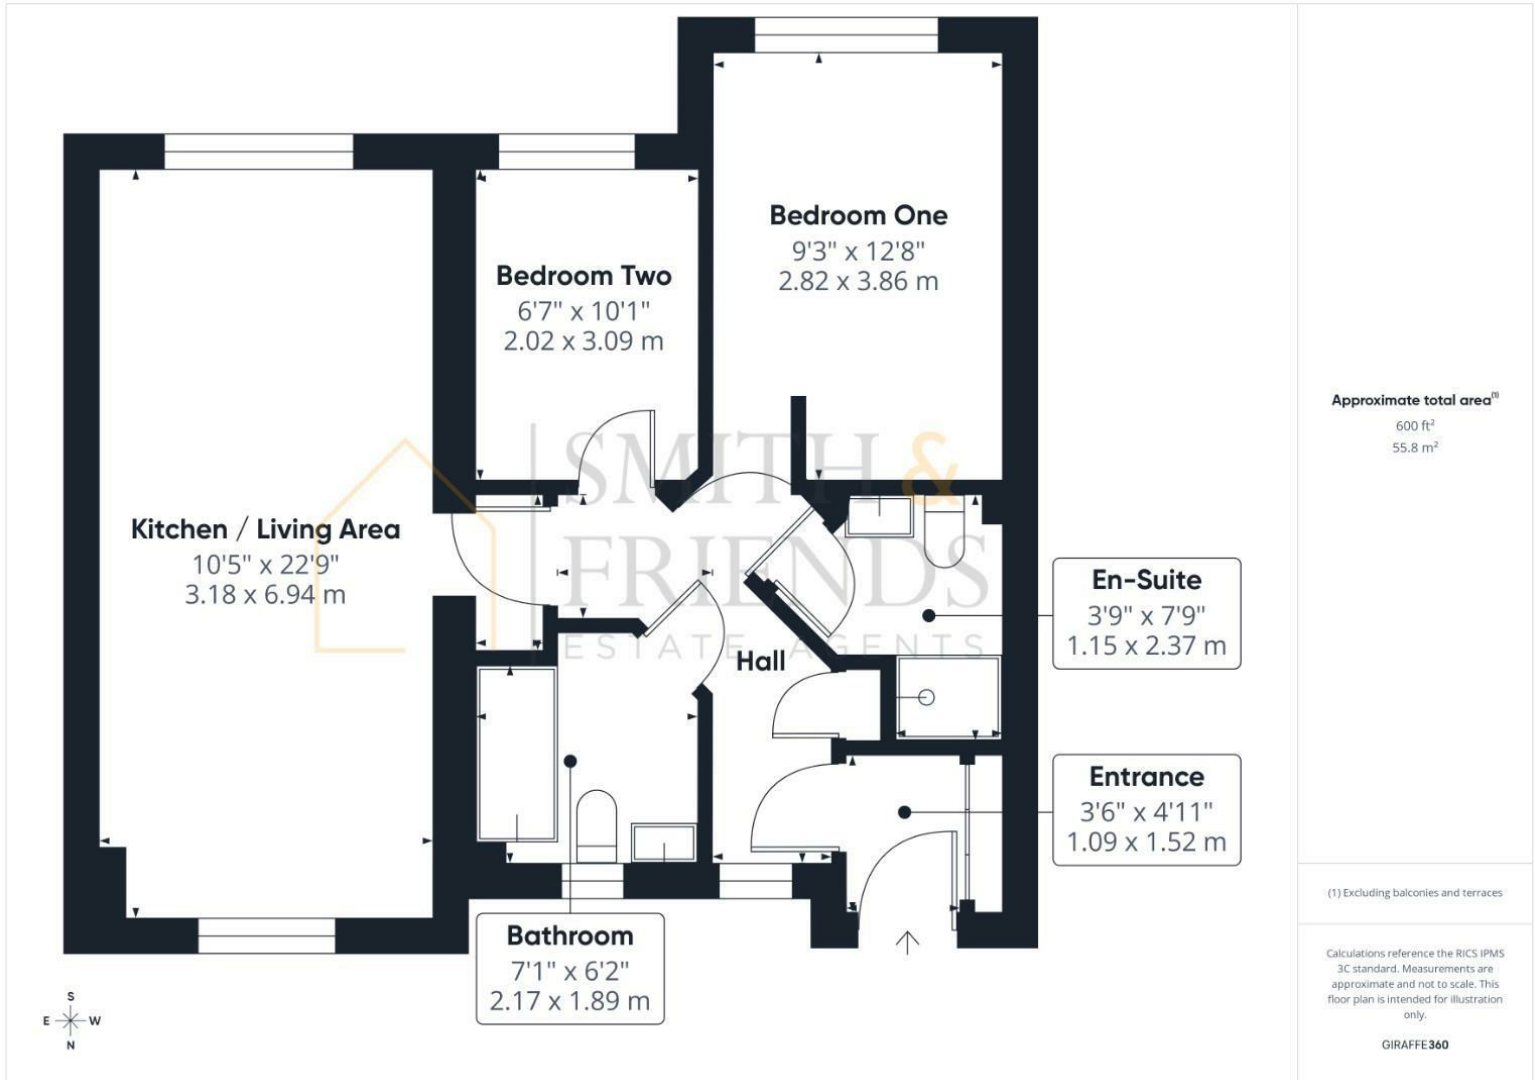 Bedroom One
9'3" x 12'8"
2.82 x 3.86 m
Bedroom Two
6'7" x 10'1"
2.02 x 3.09 m
Kitchen / Living Area
10'5" x 22'9"
3.18 x 6.94 m
SMITH &
FRIENDS
ESTATE AGENTS
Hall
En-Suite
3'9" x 7'9"
1.15 x 2.37 m
Entrance
3'6" x 4'11"
1.09 x 1.52 m
Bathroom
7'1" x 6'2"
2.17 x 1.89 m
S
E W
N
Approximate total area(1)
600 ft²
55.8 m²
(1) Excluding balconies and terraces
Calculations reference the RICS IPMS
3C standard. Measurements are
approximate and not to scale. This
floor plan is intended for illustration
only.
GIRAFFE360